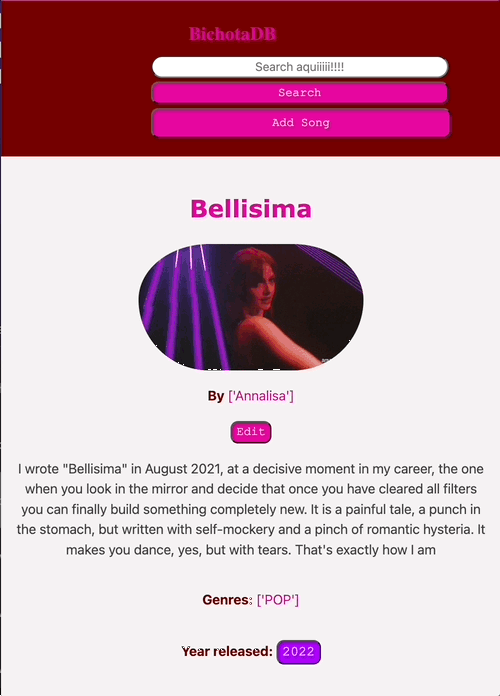 BichotaDB
Search aquiiiii!!!!
Search
Add Song
Bellisima
By ['Annalisa']
Edit
I wrote "Bellisima" in August 2021, at a decisive moment in my career, the one
when you look in the mirror and decide that once you have cleared all filters
you can finally build something completely new. It is a painful tale, a punch in
the stomach, but written with self-mockery and a pinch of romantic hysteria. It
makes you dance, yes, but with tears. That's exactly how I am
Genres: ['POP']
Year released: 2022